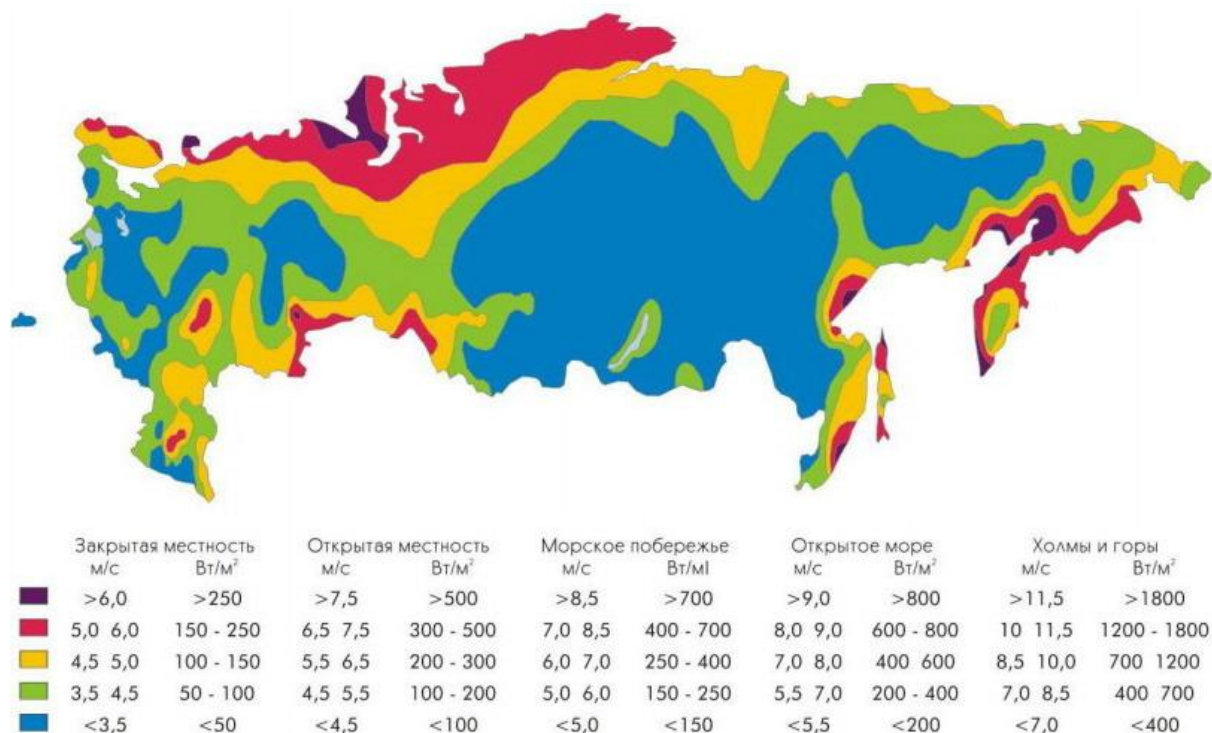 Закрытая местность Открытая местность Морское побережье Открытое море Холмы и горы
м/с Вт/м² м/с Вт/м² м/с Вт/мl м/с Вт/м² м/с Вт/м²
>6,0 >250 >7,5 >500 >8,5 >700 >9,0 >800 >11,5 >1800
5,0 6,0 150 - 250 6,5 7,5 300 - 500 7,0 8,5 400 - 700 8,0 9,0 600 - 800 10 11,5 1200 - 1800
4,5 5,0 100 - 150 5,5 6,5 200 - 300 6,0 7,0 250 - 400 7,0 8,0 400 600 8,5 10,0 700 1200
3,5 4,5 50 - 100 4,5 5,5 100 - 200 5,0 6,0 150 - 250 5,5 7,0 200 - 400 7,0 8,5 400 700
<3,5 <50 <4,5 <100 <5,0 <150 <5,5 <200 <7,0 <400